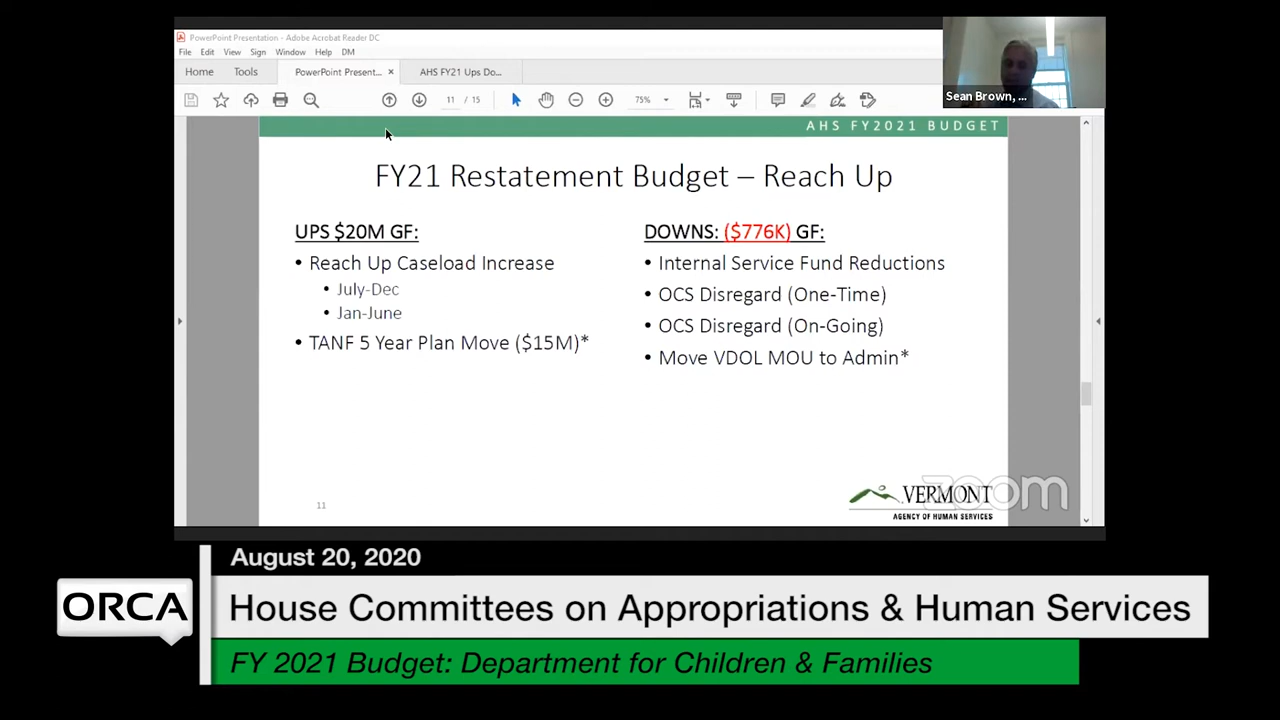 PowerPoint Presentation - Adobe Acrobat Reader DC
File Edit View Sign Window Help DM
Home Tools PowerPoint Present... × AHS FY21 Ups Do...
11 / 15 75%
Sean Brown, ...
AHS FY2021 BUDGET
FY21 Restatement Budget – Reach Up
UPS $20M GF:
• Reach Up Caseload Increase
• July-Dec
• Jan-June
• TANF 5 Year Plan Move ($15M)*
DOWNS: ($776K) GF:
• Internal Service Fund Reductions
• OCS Disregard (One-Time)
• OCS Disregard (On-Going)
• Move VDOL MOU to Admin*
11
VERMONT
AGENCY OF HUMAN SERVICES
zoom
August 20, 2020
ORCA
House Committees on Appropriations & Human Services
FY 2021 Budget: Department for Children & Families